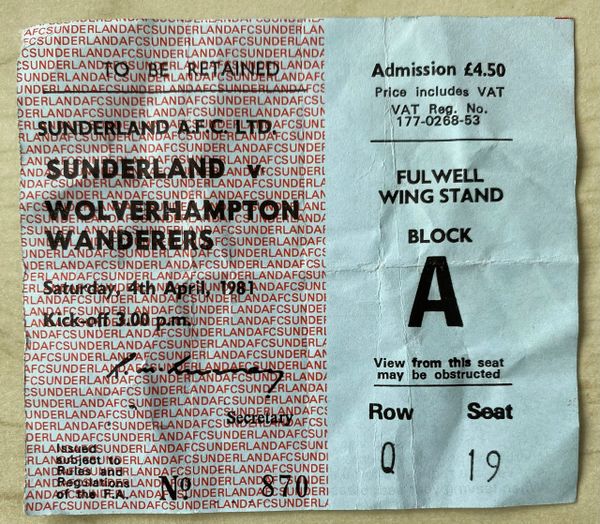 TO BE RETAINED
SUNDERLAND A.F.C. LTD.
SUNDERLAND v
WOLVERHAMPTON
WANDERERS
Saturday, 4th April, 1981
Kick-off 3.00 p.m.
Secretary
Issued
subject to
Rules and
Regulations
of the F.A.
No 870
Admission £4.50
Price includes VAT
VAT Reg. No.
177-0268-53
FULWELL
WING STAND
BLOCK
A
View from this seat
may be obstructed
Row Seat
Q 19